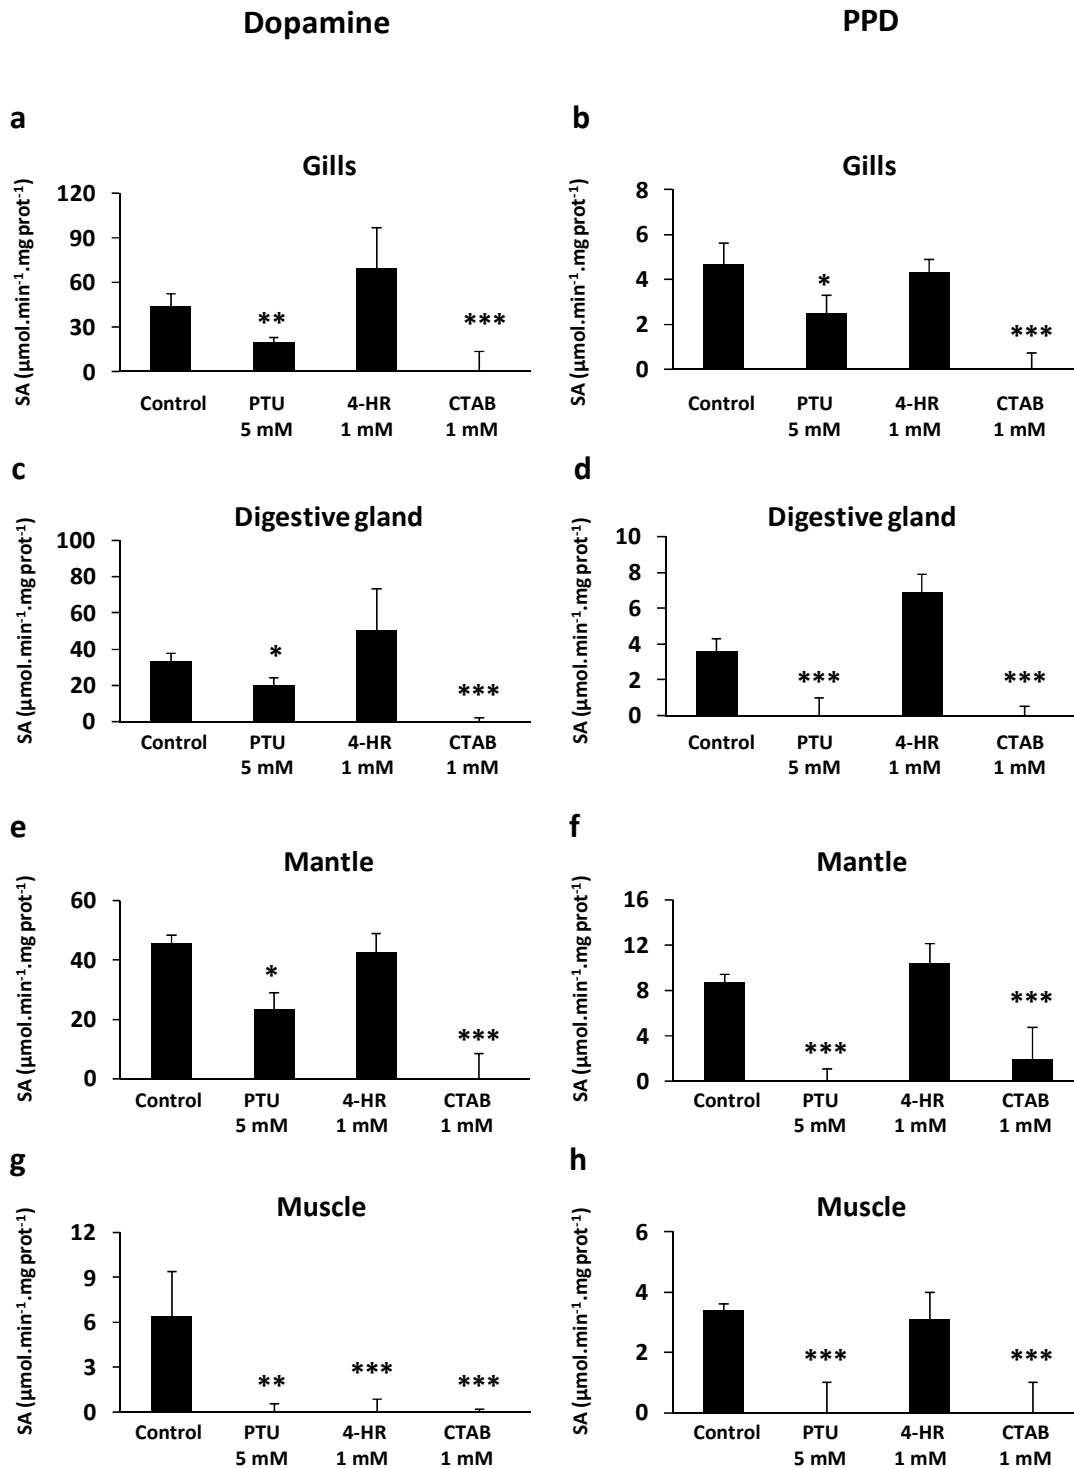 Dopamine PPD
a b
Gills Gills
SA (µmol.min⁻¹.mg prot⁻¹)
120
90
60
30
0
** ***
Control PTU 4-HR CTAB
5 mM 1 mM 1 mM
SA (µmol.min⁻¹.mg prot⁻¹)
8
6
4
2
0
* ***
Control PTU 4-HR CTAB
5 mM 1 mM 1 mM
c d
Digestive gland Digestive gland
SA (µmol.min⁻¹.mg prot⁻¹)
100
80
60
40
20
0
* ***
Control PTU 4-HR CTAB
5 mM 1 mM 1 mM
SA (µmol.min⁻¹.mg prot⁻¹)
10
8
6
4
2
0
*** ***
Control PTU 4-HR CTAB
5 mM 1 mM 1 mM
e f
Mantle Mantle
SA (µmol.min⁻¹.mg prot⁻¹)
60
40
20
0
* ***
Control PTU 4-HR CTAB
5 mM 1 mM 1 mM
SA (µmol.min⁻¹.mg prot⁻¹)
16
12
8
4
0
*** ***
Control PTU 4-HR CTAB
5 mM 1 mM 1 mM
g h
Muscle Muscle
SA (µmol.min⁻¹.mg prot⁻¹)
12
9
6
3
0
** *** ***
Control PTU 4-HR CTAB
5 mM 1 mM 1 mM
SA (µmol.min⁻¹.mg prot⁻¹)
6
4
2
0
*** ***
Control PTU 4-HR CTAB
5 mM 1 mM 1 mM